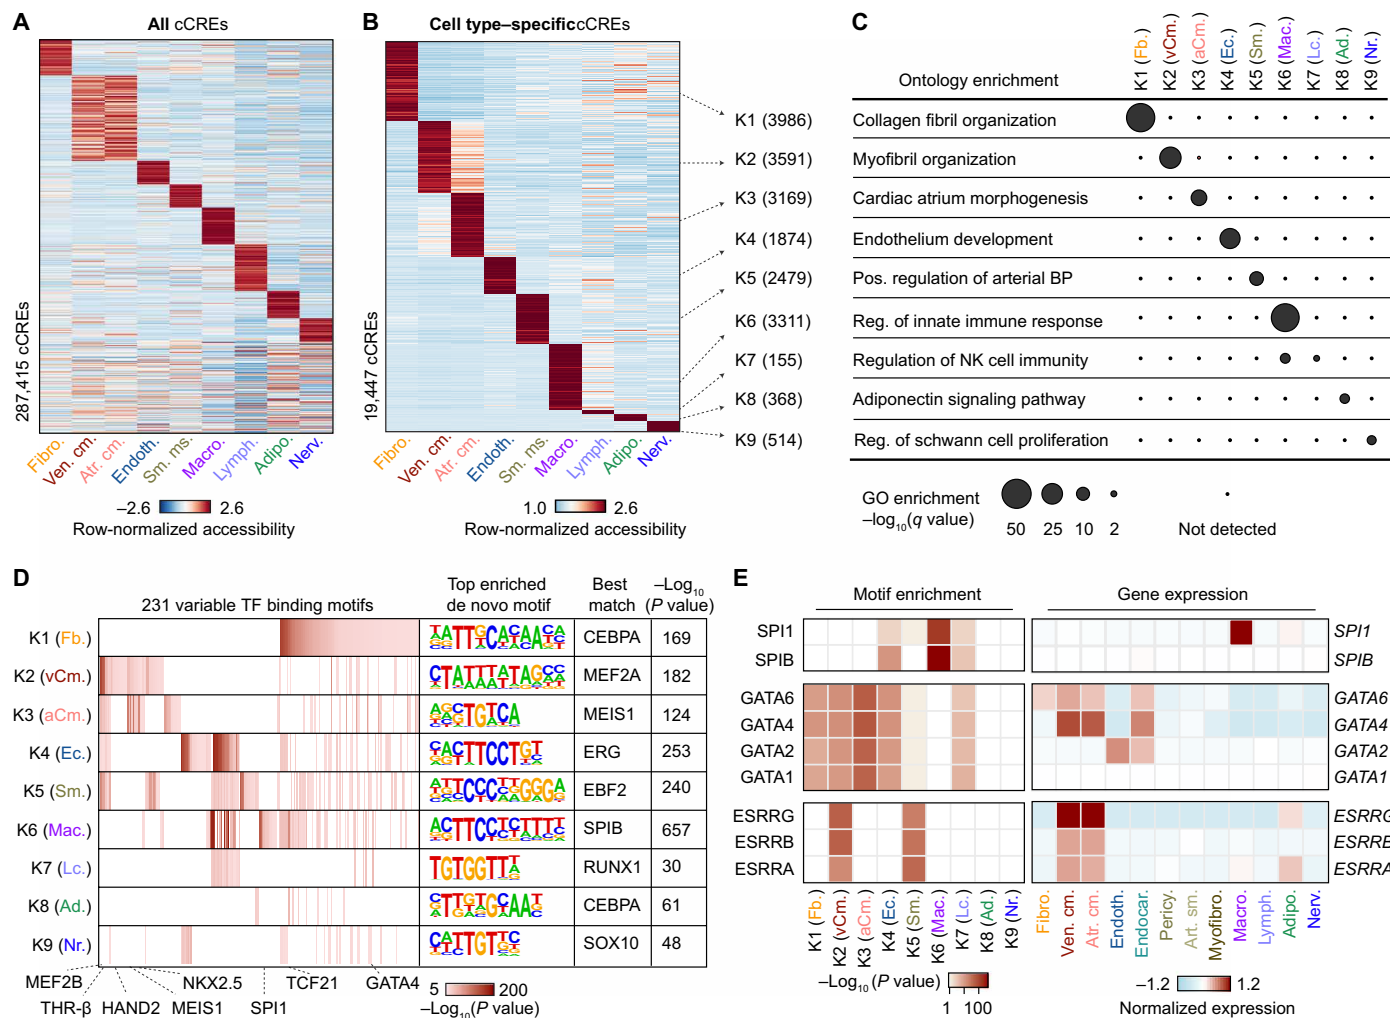 A
All cCREs
287,415 cCREs
Fibro.
Ven. cm.
Atr. cm.
Endoth.
Sm. ms.
Macro.
Lymph.
Adipo.
Nerv.
–2.6 2.6
Row-normalized accessibility
B
Cell type–specificcCREs
19,447 cCREs
Fibro.
Ven. cm.
Atr. cm.
Endoth.
Sm. ms.
Macro.
Lymph.
Adipo.
Nerv.
1.0 2.6
Row-normalized accessibility
K1 (3986)
K2 (3591)
K3 (3169)
K4 (1874)
K5 (2479)
K6 (3311)
K7 (155)
K8 (368)
K9 (514)
C
Ontology enrichment
K1 (Fb.)
K2 (vCm.)
K3 (aCm.)
K4 (Ec.)
K5 (Sm.)
K6 (Mac.)
K7 (Lc.)
K8 (Ad.)
K9 (Nr.)
Collagen fibril organization
Myofibril organization
Cardiac atrium morphogenesis
Endothelium development
Pos. regulation of arterial BP
Reg. of innate immune response
Regulation of NK cell immunity
Adiponectin signaling pathway
Reg. of schwann cell proliferation
GO enrichment
–log10(q value)
50 25 10 2 Not detected
D
231 variable TF binding motifs
Top enriched
de novo motif
Best
match
–Log10
(P value)
K1 (Fb.) CEBPA 169
K2 (vCm.) MEF2A 182
K3 (aCm.) MEIS1 124
K4 (Ec.) ERG 253
K5 (Sm.) EBF2 240
K6 (Mac.) SPIB 657
K7 (Lc.) RUNX1 30
K8 (Ad.) CEBPA 61
K9 (Nr.) SOX10 48
MEF2B NKX2.5 TCF21 GATA4
THR-β HAND2 MEIS1 SPI1
5 200
–Log10(P value)
E
Motif enrichment
Gene expression
SPI1 SPI1
SPIB SPIB
GATA6 GATA6
GATA4 GATA4
GATA2 GATA2
GATA1 GATA1
ESRRG ESRRG
ESRRB ESRRB
ESRRA ESRRA
K1 (Fb.)
K2 (vCm.)
K3 (aCm.)
K4 (Ec.)
K5 (Sm.)
K6 (Mac.)
K7 (Lc.)
K8 (Ad.)
K9 (Nr.)
Fibro.
Ven. cm.
Atr. cm.
Endoth.
Endocar.
Pericy.
Art. sm.
Myofibro.
Macro.
Lymph.
Adipo.
Nerv.
–Log10 (P value)
1 100
–1.2 1.2
Normalized expression